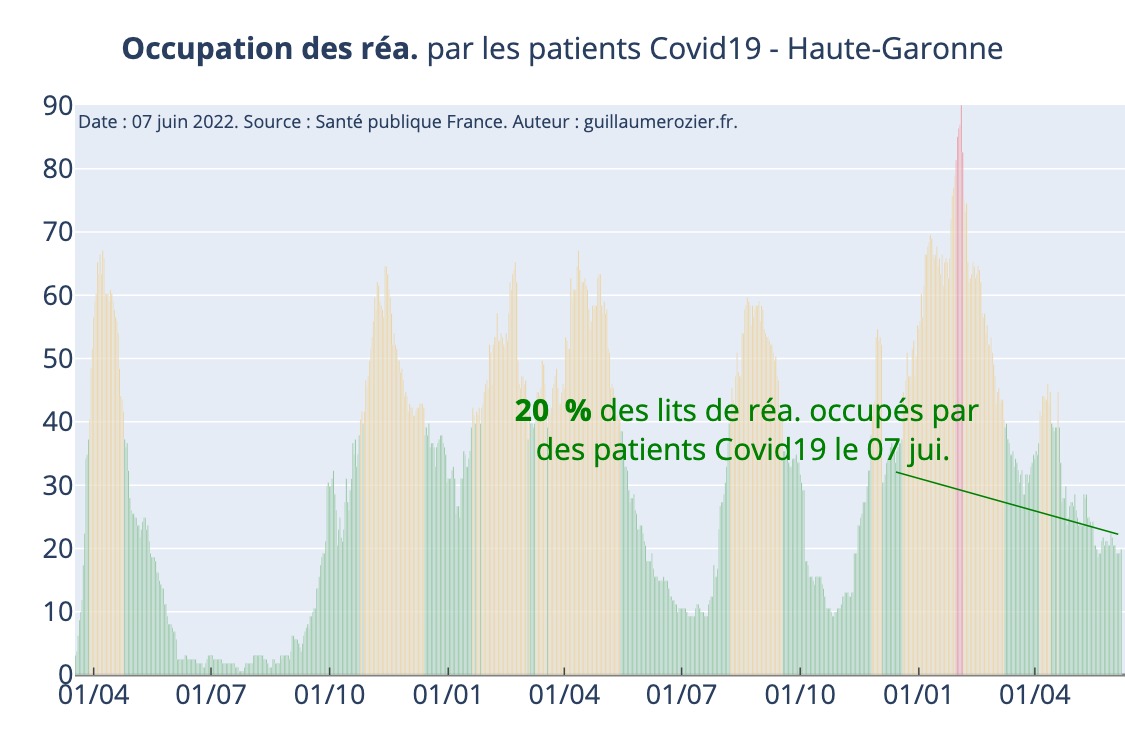 Occupation des réa. par les patients Covid19 - Haute-Garonne
90
Date : 07 juin 2022. Source : Santé publique France. Auteur : guillaumerozier.fr.
80
70
60
50
40
20 % des lits de réa. occupés par
des patients Covid19 le 07 jui.
30
20
10
0
01/04 01/07 01/10 01/01 01/04 01/07 01/10 01/01 01/04